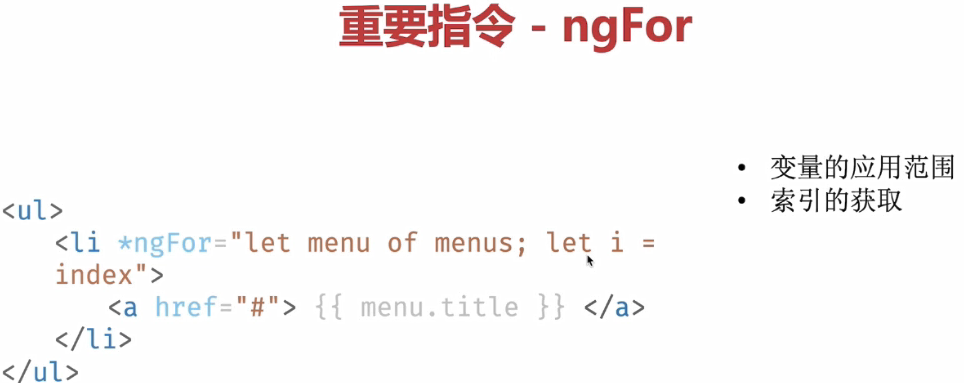 重要指令 - ngFor
• 变量的应用范围
• 索引的获取
<ul>
<li *ngFor="let menu of menus; let i =
index">
<a href="#"> {{ menu.title }} </a>
</li>
</ul>